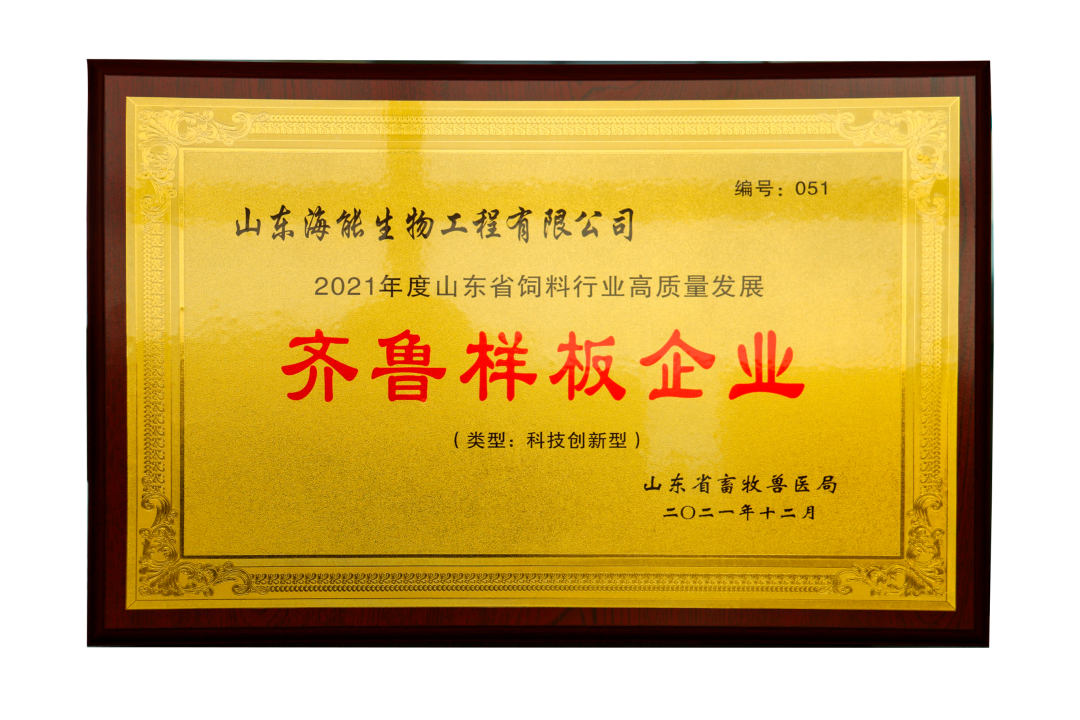 编号：051
山东海能生物工程有限公司
2021年度山东省饲料行业高质量发展
齐鲁样板企业
（类型：科技创新型）
山东省畜牧兽医局
二〇二一年十二月